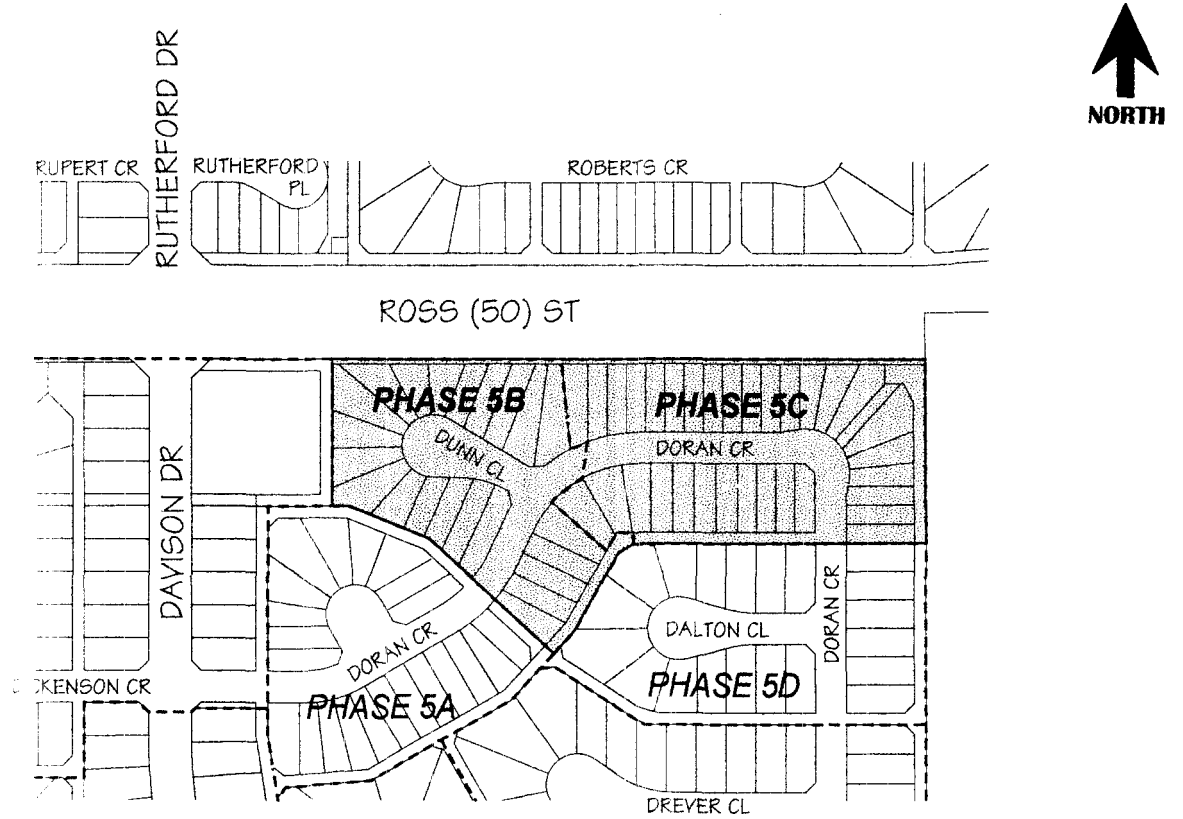 NORTH
RUTHERFORD DR
RUPERT CR
RUTHERFORD
PL
ROBERTS CR
ROSS (50) ST
PHASE 5B
PHASE 5C
DUNN CL
DORAN CR
DAVISON DR
DORAN CR
DALTON CL
DORAN CR
CKENSON CR
PHASE 5A
PHASE 5D
DREVER CL